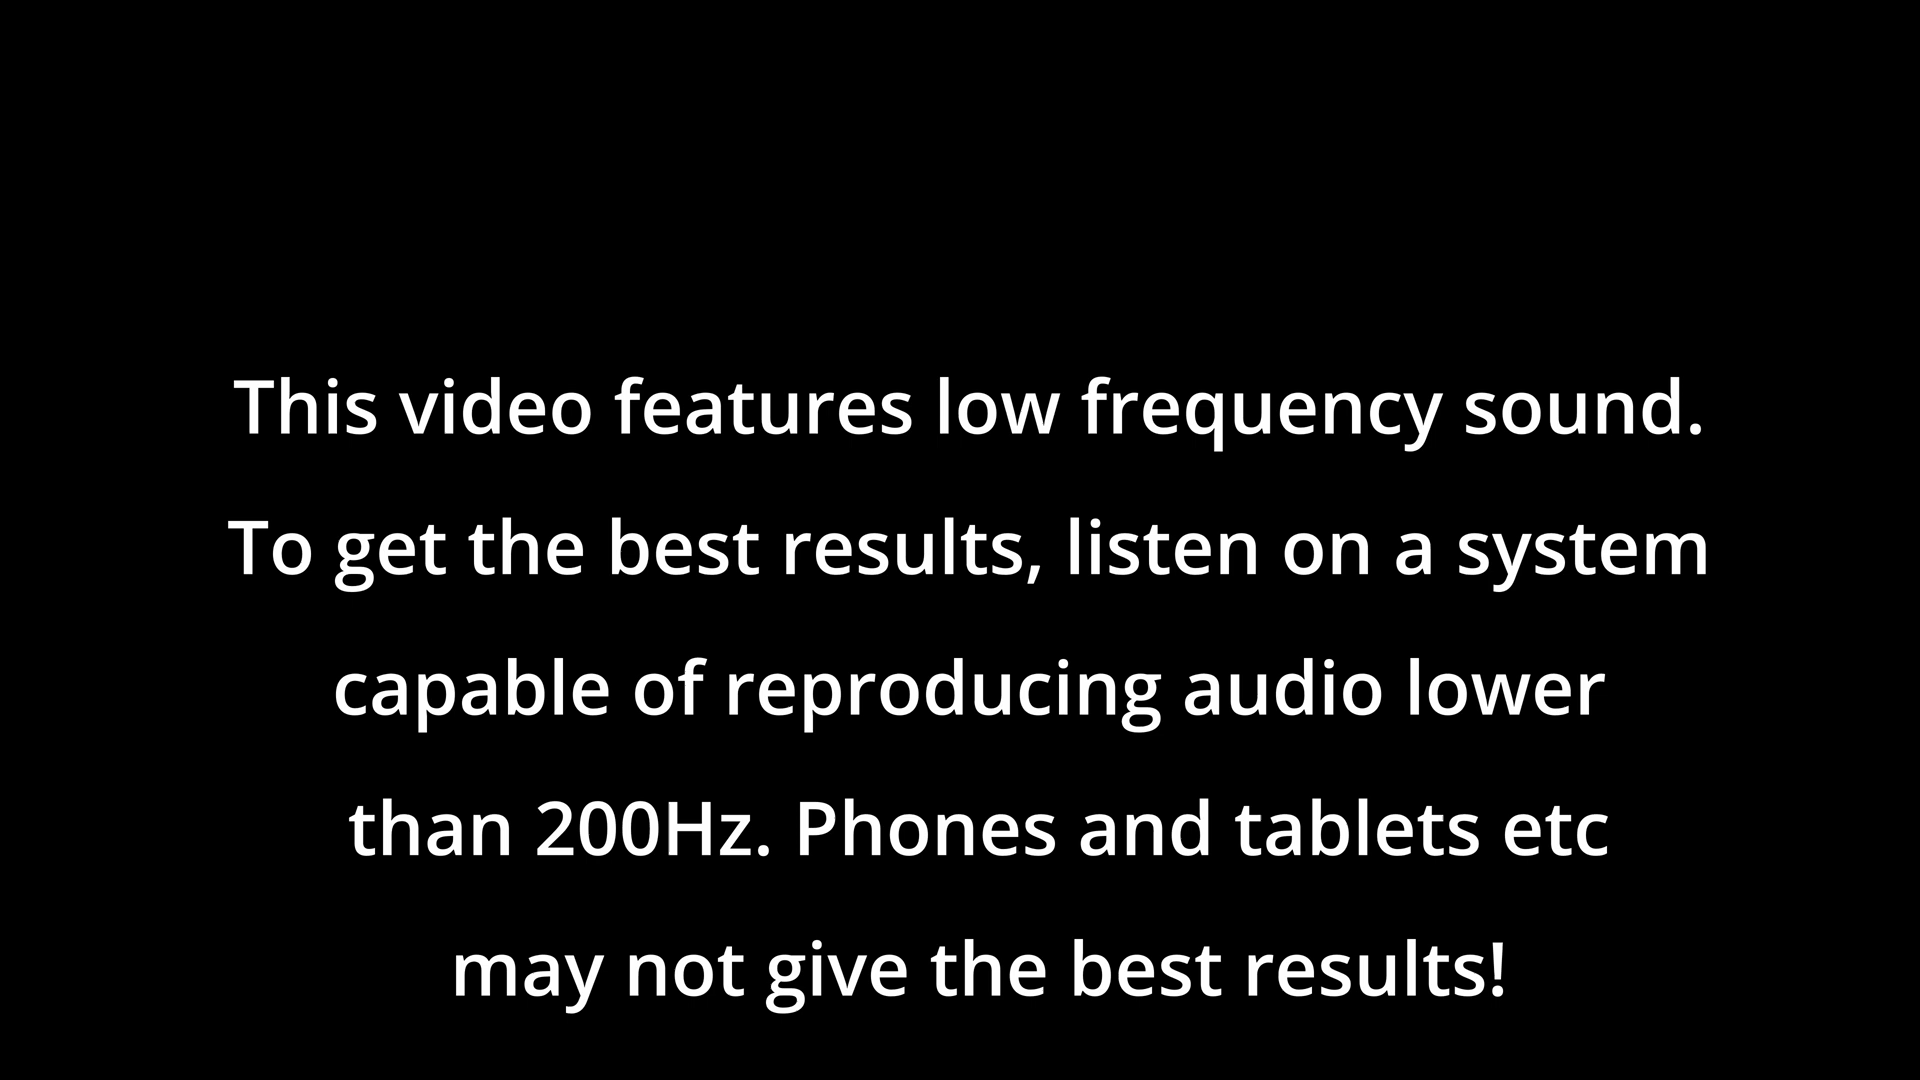 This video features low frequency sound.
To get the best results, listen on a system
capable of reproducing audio lower
than 200Hz. Phones and tablets etc
may not give the best results!